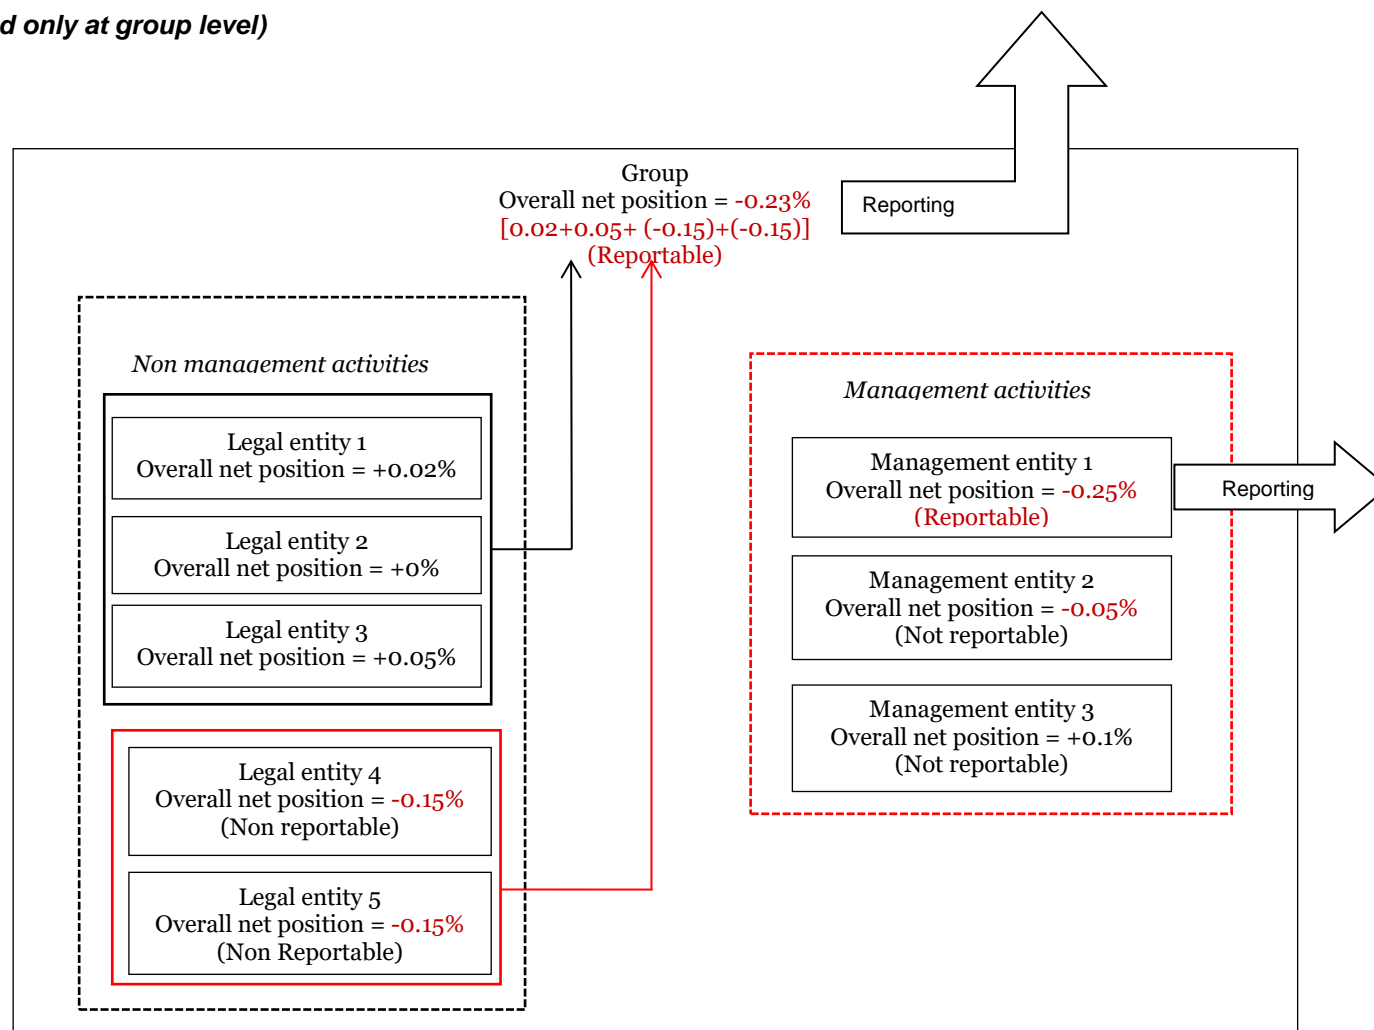 d only at group level)
Group
Overall net position = -0.23%
[0.02+0.05+ (-0.15)+(-0.15)]
(Reportable)
Reporting
Non management activities
Legal entity 1
Overall net position = +0.02%
Legal entity 2
Overall net position = +0%
Legal entity 3
Overall net position = +0.05%
Legal entity 4
Overall net position = -0.15%
(Non reportable)
Legal entity 5
Overall net position = -0.15%
(Non Reportable)
Management activities
Management entity 1
Overall net position = -0.25%
(Reportable)
Reporting
Management entity 2
Overall net position = -0.05%
(Not reportable)
Management entity 3
Overall net position = +0.1%
(Not reportable)